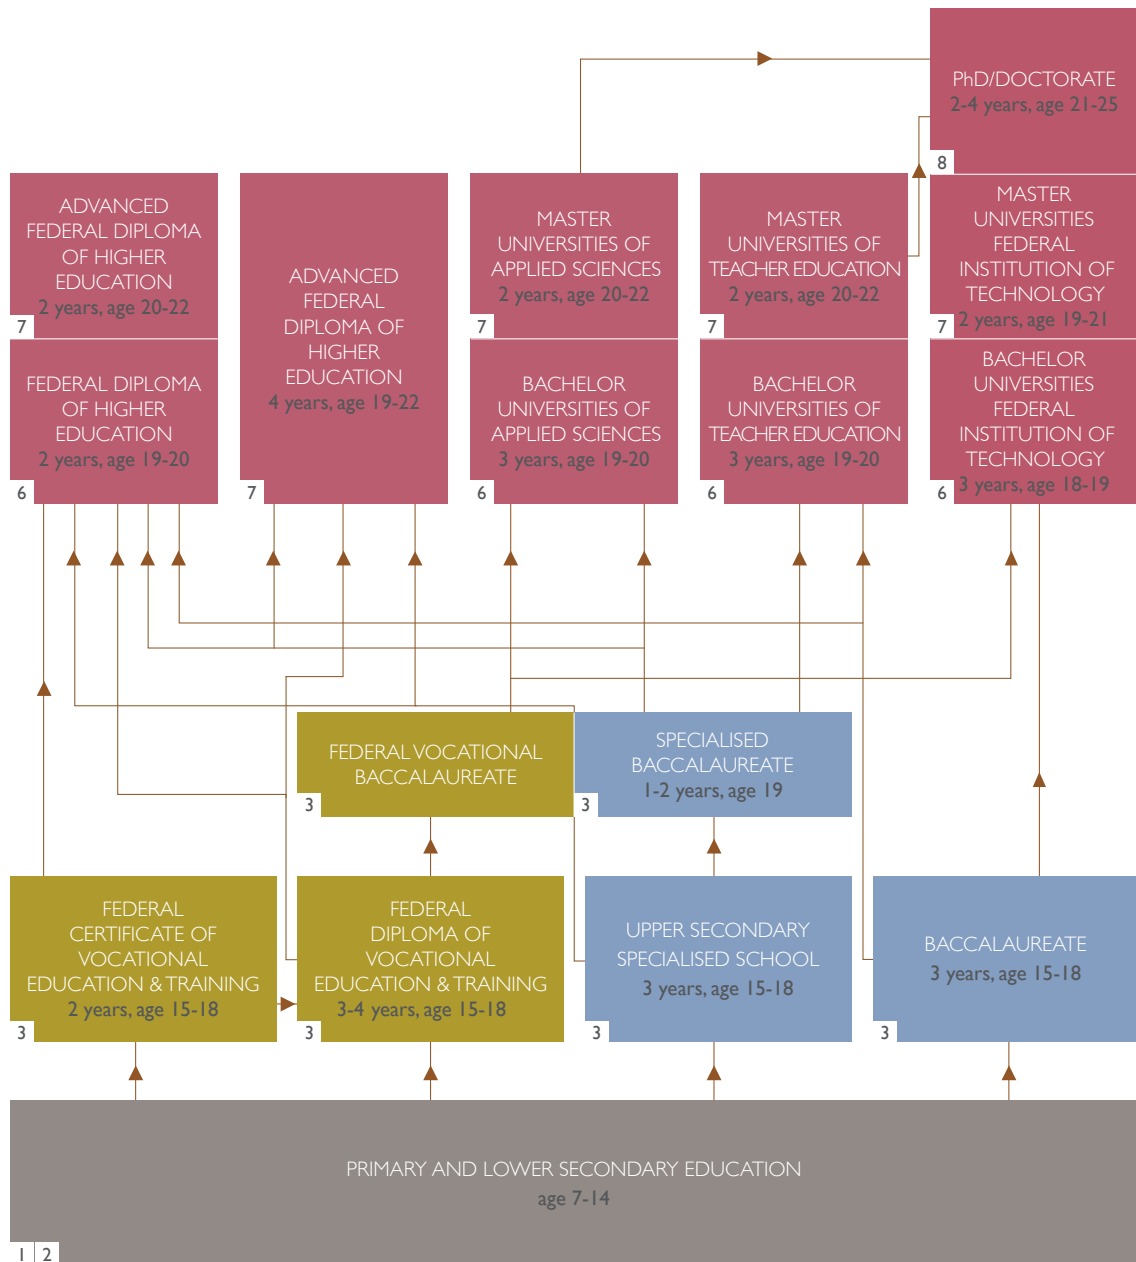 PhD/DOCTORATE
2-4 years, age 21-25
8
ADVANCED
FEDERAL DIPLOMA
OF HIGHER
EDUCATION
2 years, age 20-22
7
ADVANCED
FEDERAL
DIPLOMA OF
HIGHER
EDUCATION
4 years, age 19-22
7
MASTER
UNIVERSITIES OF
APPLIED SCIENCES
2 years, age 20-22
7
MASTER
UNIVERSITIES OF
TEACHER EDUCATION
2 years, age 20-22
7
MASTER
UNIVERSITIES
FEDERAL
INSTITUTION OF
TECHNOLOGY
2 years, age 19-21
7
FEDERAL DIPLOMA
OF HIGHER
EDUCATION
2 years, age 19-20
6
BACHELOR
UNIVERSITIES OF
APPLIED SCIENCES
3 years, age 19-20
6
BACHELOR
UNIVERSITIES OF
TEACHER EDUCATION
3 years, age 19-20
6
BACHELOR
UNIVERSITIES
FEDERAL
INSTITUTION OF
TECHNOLOGY
3 years, age 18-19
6
FEDERAL VOCATIONAL
BACCALAUREATE
3
SPECIALISED
BACCALAUREATE
1-2 years, age 19
3
FEDERAL
CERTIFICATE OF
VOCATIONAL
EDUCATION & TRAINING
2 years, age 15-18
3
FEDERAL
DIPLOMA OF
VOCATIONAL
EDUCATION & TRAINING
3-4 years, age 15-18
3
UPPER SECONDARY
SPECIALISED SCHOOL
3 years, age 15-18
3
BACCALAUREATE
3 years, age 15-18
3
PRIMARY AND LOWER SECONDARY EDUCATION
age 7-14
1 2